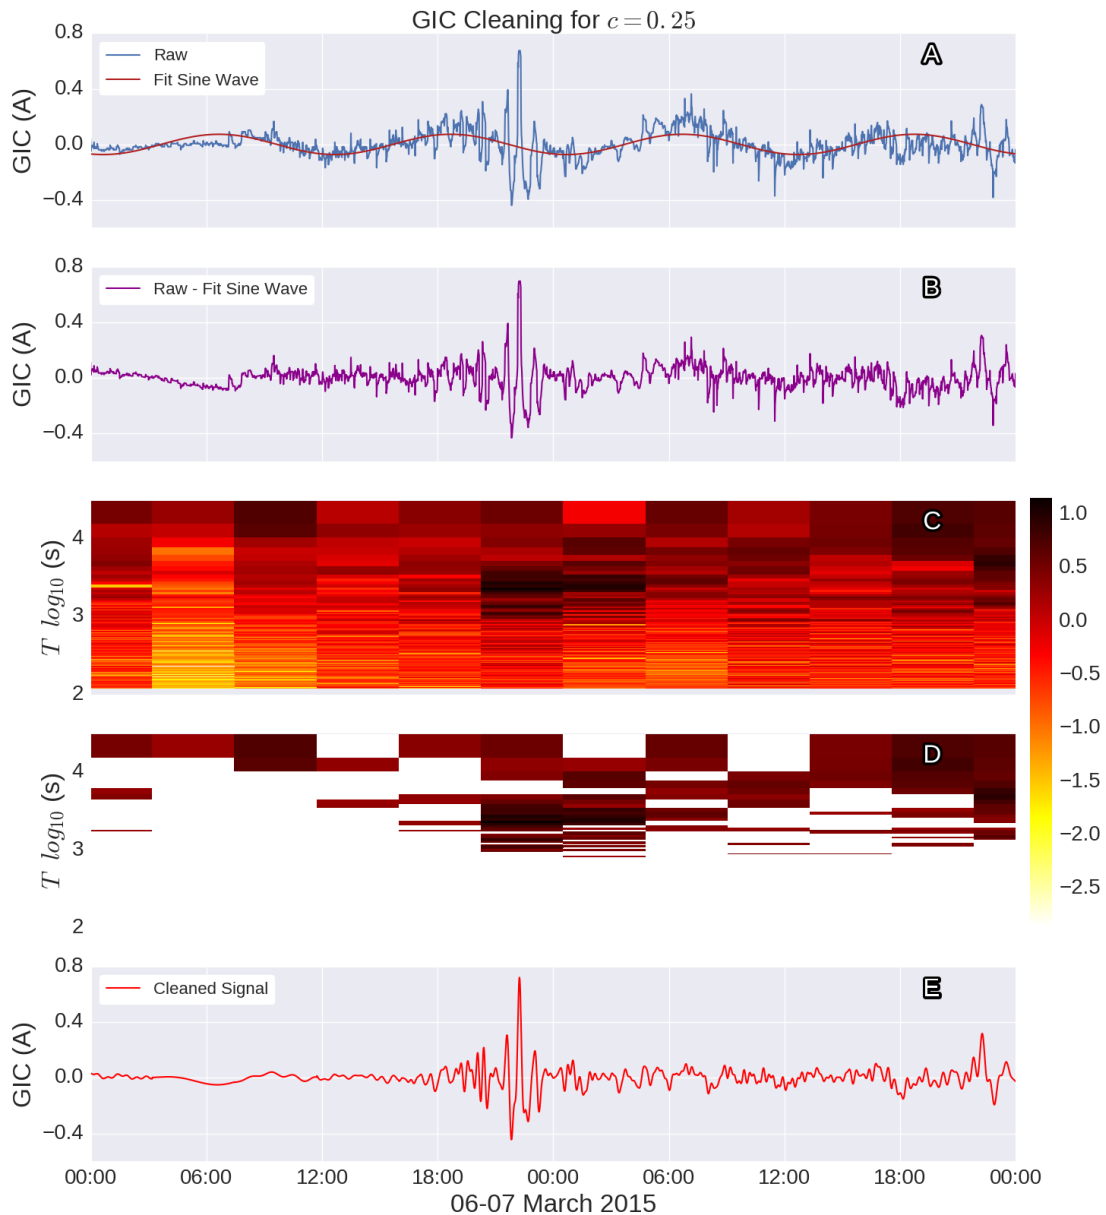 GIC Cleaning for c = 0.25
0.8
0.4
0.0
−0.4
GIC (A)
Raw
Fit Sine Wave
A
0.8
0.4
0.0
−0.4
GIC (A)
Raw - Fit Sine Wave
B
4
3
2
T log10 (s)
C
4
3
2
T log10 (s)
D
1.0
0.5
0.0
−0.5
−1.0
−1.5
−2.0
−2.5
0.8
0.4
0.0
−0.4
GIC (A)
Cleaned Signal
E
00:00 06:00 12:00 18:00 00:00 06:00 12:00 18:00 00:00
06-07 March 2015